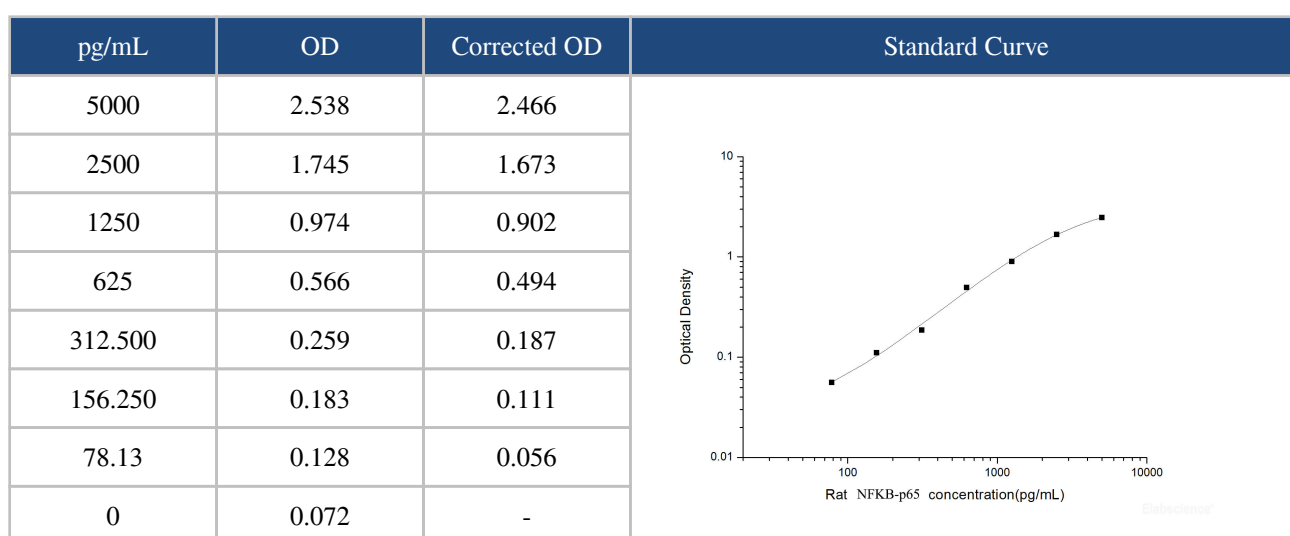 pg/mL OD Corrected OD Standard Curve
5000 2.538 2.466
2500 1.745 1.673
1250 0.974 0.902
625 0.566 0.494
312.500 0.259 0.187
156.250 0.183 0.111
78.13 0.128 0.056
0 0.072 -
10
1
0.1
0.01
Optical Density
100 1000 10000
Rat NFKB-p65 concentration(pg/mL)
Elabscience